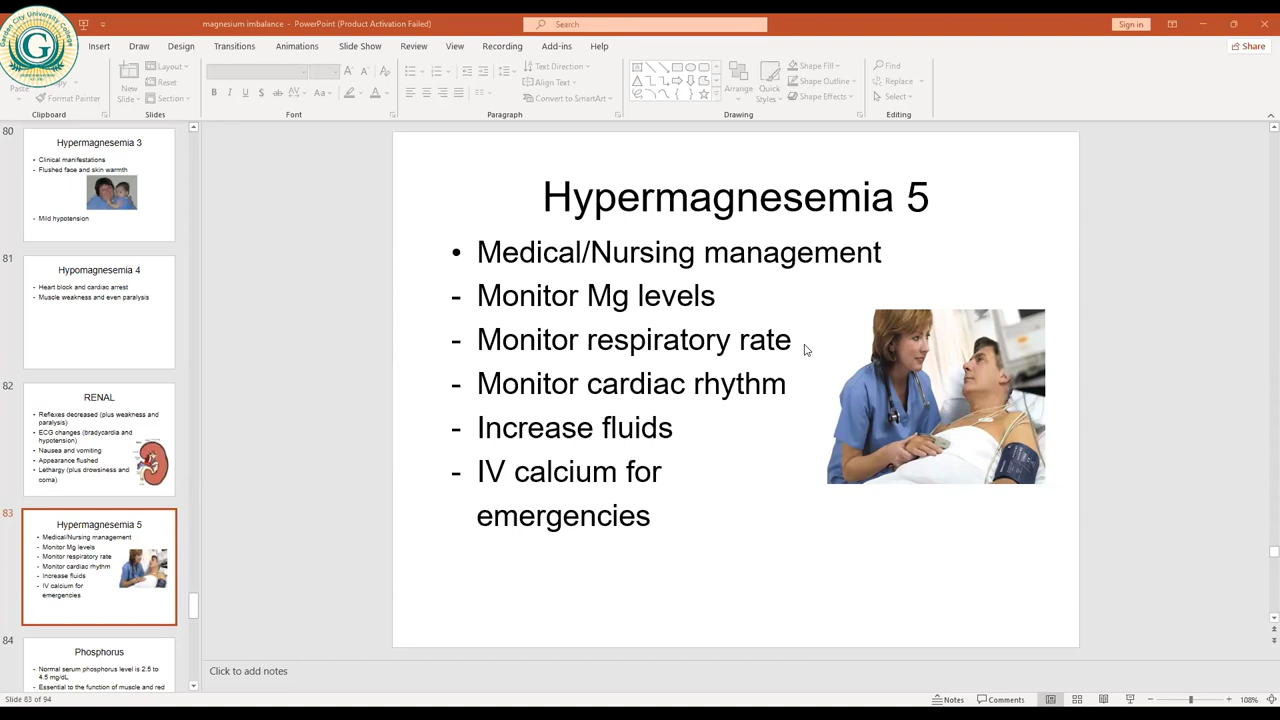 magnesium imbalance - PowerPoint (Product Activation Failed)
Search
Sign in
Insert Draw Design Transitions Animations Slide Show Review View Recording Add-ins Help
Share
Paste
Format Painter
Clipboard
New Slide
Layout
Reset
Section
Slides
B I U S ab AV Aa A
Font
Text Direction
Align Text
Convert to SmartArt
Paragraph
Arrange
Quick Styles
Shape Fill
Shape Outline
Shape Effects
Drawing
Find
Replace
Select
Editing
80
Hypermagnesemia 3
• Clinical manifestations
- Flushed face and skin warmth
- Mild hypotension
81
Hypomagnesemia 4
• Heart block and cardiac arrest
• Muscle weakness and even paralysis
82
RENAL
• Reflexes decreased (plus weakness and
paralysis)
• ECG changes (bradycardia and
hypotension)
• Nausea and vomiting
• Appearance flushed
• Lethargy (plus drowsiness and
coma)
83
Hypermagnesemia 5
• Medical/Nursing management
- Monitor Mg levels
- Monitor respiratory rate
- Monitor cardiac rhythm
- Increase fluids
- IV calcium for
emergencies
84
Phosphorus
• Normal serum phosphorus level is 2.5 to
4.5 mg/dL
• Essential to the function of muscle and red
Hypermagnesemia 5
• Medical/Nursing management
- Monitor Mg levels
- Monitor respiratory rate
- Monitor cardiac rhythm
- Increase fluids
- IV calcium for
emergencies
Click to add notes
Slide 83 of 94
Notes
Comments
108%